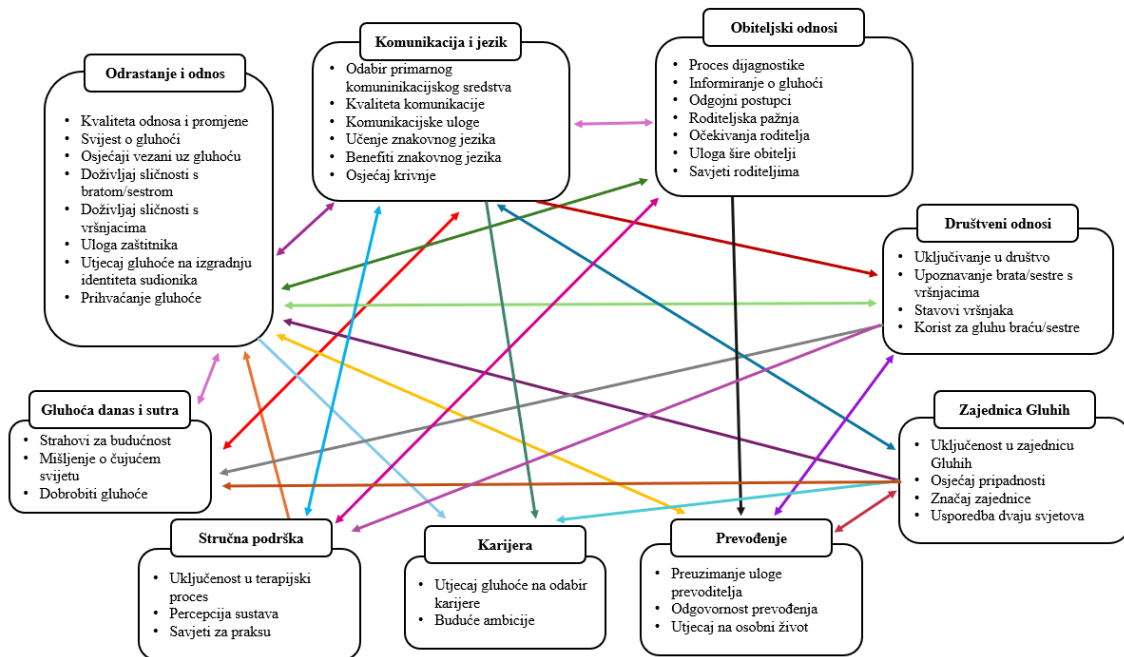 Odrastanje i odnos
Kvaliteta odnosa i promjene
Svijest o gluhoći
Osjećaji vezani uz gluhoću
Doživljaj sličnosti s
bratom/sestrom
Doživljaj sličnosti s
vršnjacima
Uloga zaštitnika
Utjecaj gluhoće na izgradnju
identiteta sudionika
Prihvaćanje gluhoće
Komunikacija i jezik
Odabir primarnog
komuninikacijskog sredstva
Kvaliteta komunikacije
Komunikacijske uloge
Učenje znakovnog jezika
Benefiti znakovnog jezika
Osjećaj krivnje
Obiteljski odnosi
Proces dijagnostike
Informiranje o gluhoći
Odgojni postupci
Roditeljska pažnja
Očekivanja roditelja
Uloga šire obitelji
Savjeti roditeljima
Društveni odnosi
Uključivanje u društvo
Upoznavanje brata/sestre s
vršnjacima
Stavovi vršnjaka
Korist za gluhu braću/sestre
Gluhoća danas i sutra
Strahovi za budućnost
Mišljenje o čujućem
svijetu
Dobrobiti gluhoće
Zajednica Gluhih
Uključenost u zajednicu
Gluhih
Osjećaj pripadnosti
Značaj zajednice
Usporedba dvaju svjetova
Stručna podrška
Uključenost u terapijski
proces
Percepcija sustava
Savjeti za praksu
Karijera
Utjecaj gluhoće na odabir
karijere
Buduće ambicije
Prevođenje
Preuzimanje uloge
prevoditelja
Odgovornost prevođenja
Utjecaj na osobni život